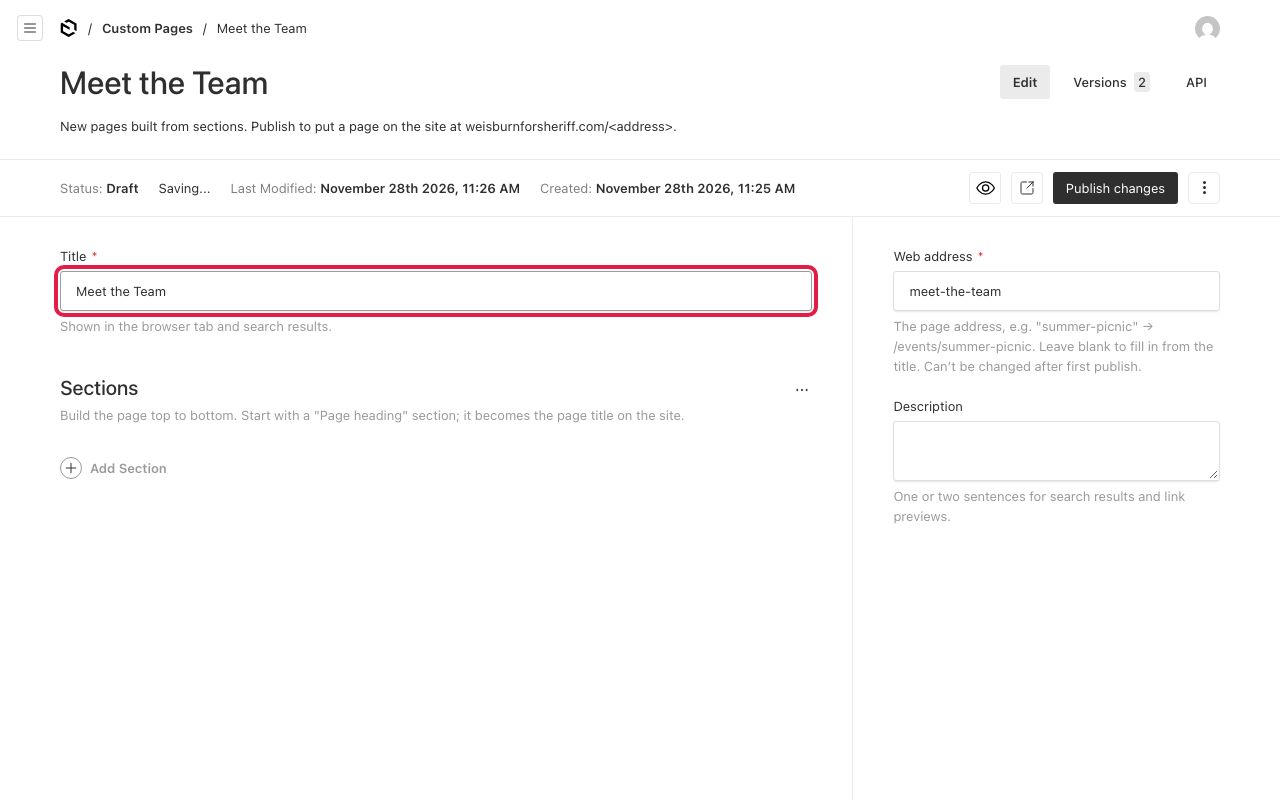 / Custom Pages / Meet the Team
Meet the Team
Edit Versions 2 API
New pages built from sections. Publish to put a page on the site at weisburnforsheriff.com/<address>.
Status: Draft Saving... Last Modified: November 28th 2026, 11:26 AM Created: November 28th 2026, 11:25 AM Publish changes
Title *
Meet the Team
Shown in the browser tab and search results.
Sections
Build the page top to bottom. Start with a "Page heading" section; it becomes the page title on the site.
Add Section
Web address *
meet-the-team
The page address, e.g. "summer-picnic" →
/events/summer-picnic. Leave blank to fill in from the
title. Can't be changed after first publish.
Description
One or two sentences for search results and link
previews.